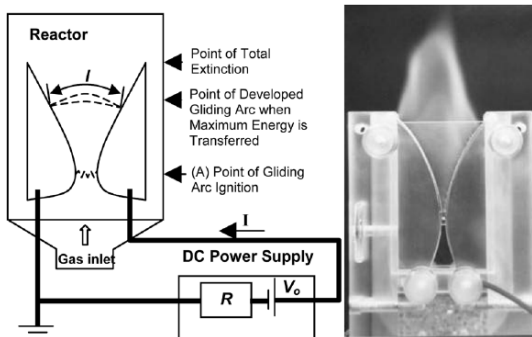 Reactor
l
Point of Total
Extinction
Point of Developed
Gliding Arc when
Maximum Energy is
Transferred
(A) Point of Gliding
Arc Ignition
I
Gas inlet
DC Power Supply
R
Vo